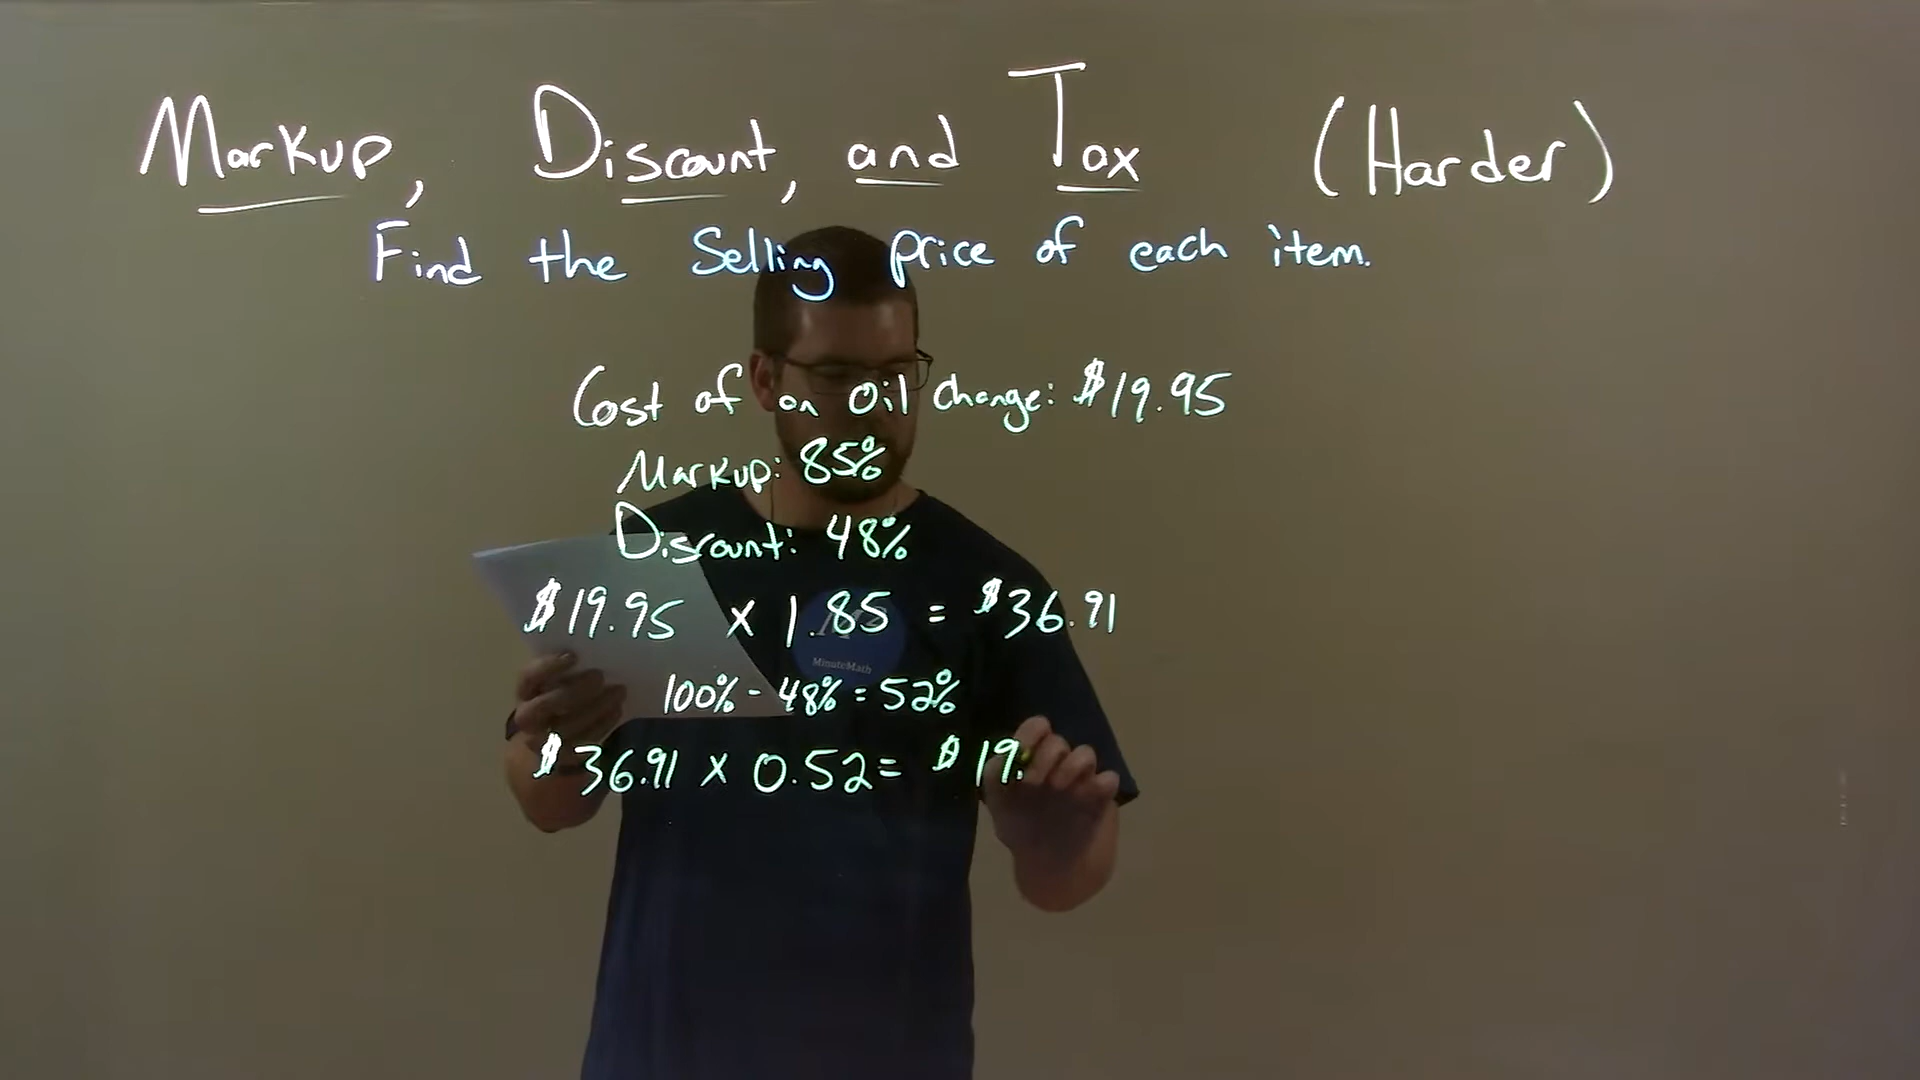 Markup, Discount, and Tax (Harder)
Find the Selling price of each item.
Cost of an Oil Change: $19.95
Markup: 85%
Discount: 48%
$19.95 x 1.85 = $36.91
MinuteMath
100% - 48% = 52%
$36.91 x 0.52 = $19.